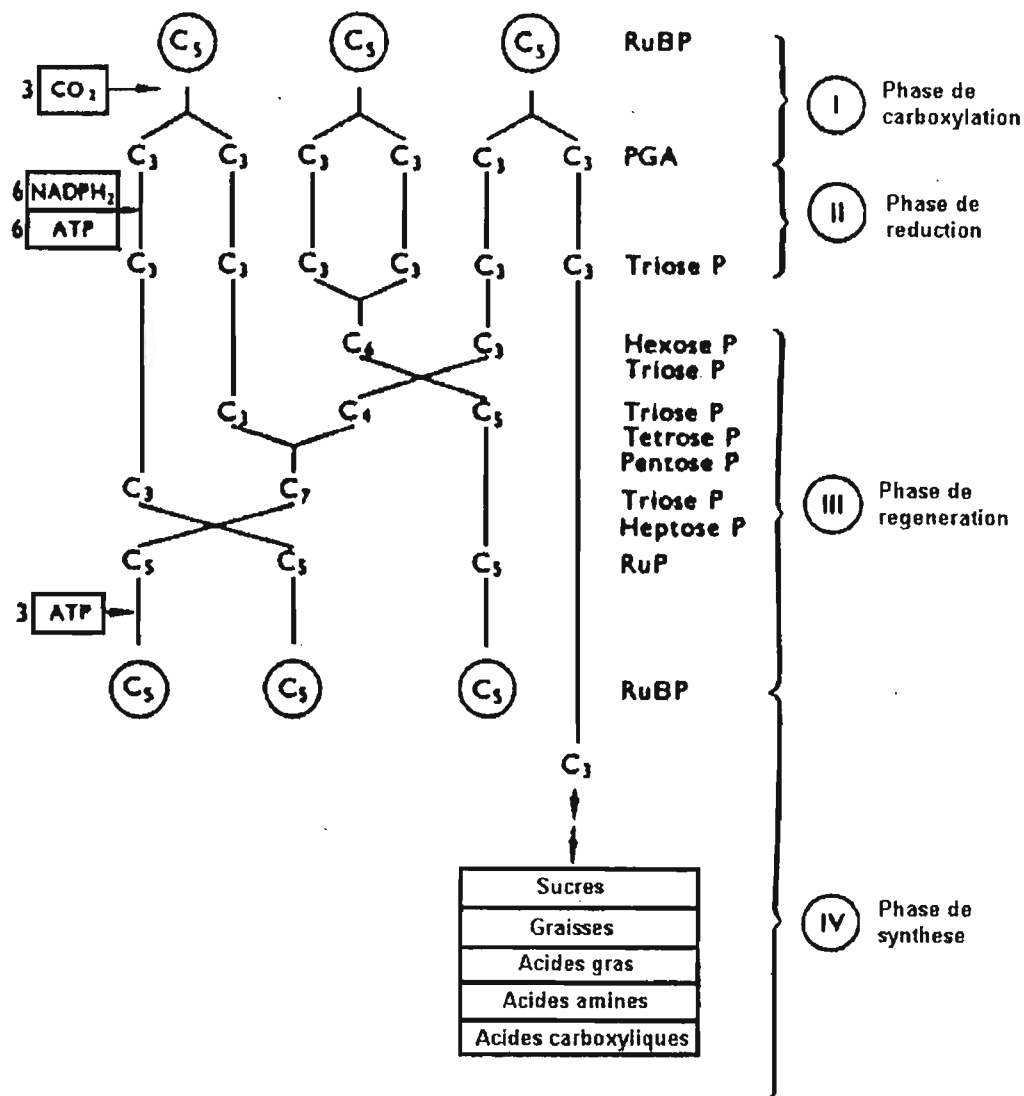 C5 C5 C5 RuBP
3 CO2
I Phase de
carboxylation
C3 C3 C3 C3 C3 C3 PGA
6 NADPH2
6 ATP
II Phase de
reduction
C3 C3 C3 C3 C3 C3 Triose P
C6 C3 Hexose P
Triose P
C3 C4 C5 Triose P
Tetrose P
Pentose P
C3 C7 Triose P
Heptose P
III Phase de
regeneration
C5 C5 C5 RuP
3 ATP
C5 C5 C5 RuBP
C3
Sucres
Graisses
Acides gras
Acides amines
Acides carboxyliques
IV Phase de
synthese